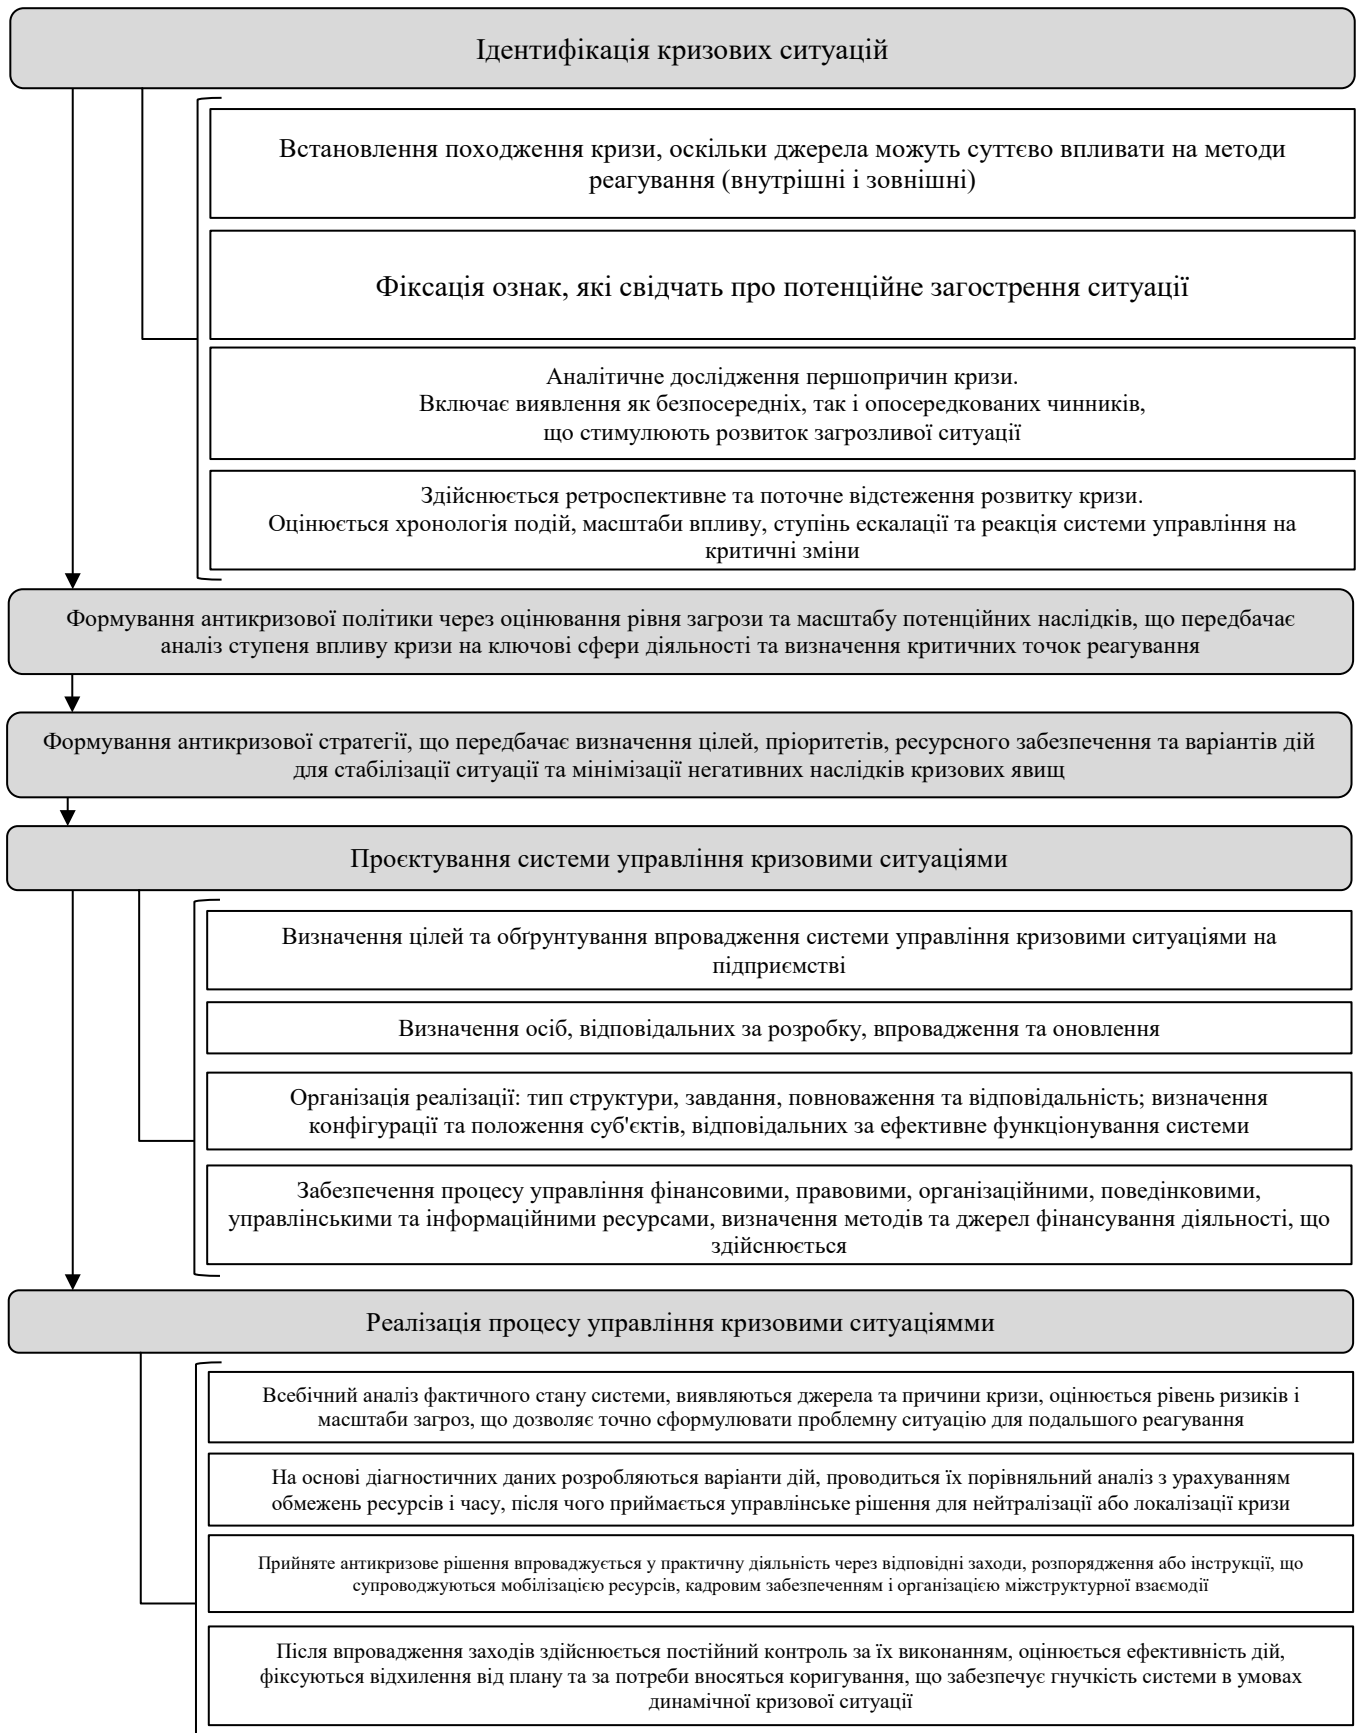 Ідентифікація кризових ситуацій
Встановлення походження кризи, оскільки джерела можуть суттєво впливати на методи
реагування (внутрішні і зовнішні)
Фіксація ознак, які свідчать про потенційне загострення ситуації
Аналітичне дослідження першопричин кризи.
Включає виявлення як безпосередніх, так і опосередкованих чинників,
що стимулюють розвиток загрозливої ситуації
Здійснюється ретроспективне та поточне відстеження розвитку кризи.
Оцінюється хронологія подій, масштаби впливу, ступінь ескалації та реакція системи управління на
критичні зміни
Формування антикризової політики через оцінювання рівня загрози та масштабу потенційних наслідків, що передбачає
аналіз ступеня впливу кризи на ключові сфери діяльності та визначення критичних точок реагування
Формування антикризової стратегії, що передбачає визначення цілей, пріоритетів, ресурсного забезпечення та варіантів дій
для стабілізації ситуації та мінімізації негативних наслідків кризових явищ
Проєктування системи управління кризовими ситуаціями
Визначення цілей та обґрунтування впровадження системи управління кризовими ситуаціями на
підприємстві
Визначення осіб, відповідальних за розробку, впровадження та оновлення
Організація реалізації: тип структури, завдання, повноваження та відповідальність; визначення
конфігурації та положення суб'єктів, відповідальних за ефективне функціонування системи
Забезпечення процесу управління фінансовими, правовими, організаційними, поведінковими,
управлінськими та інформаційними ресурсами, визначення методів та джерел фінансування діяльності, що
здійснюється
Реалізація процесу управління кризовими ситуаціямми
Всебічний аналіз фактичного стану системи, виявляються джерела та причини кризи, оцінюється рівень ризиків і
масштаби загроз, що дозволяє точно сформулювати проблемну ситуацію для подальшого реагування
На основі діагностичних даних розробляються варіанти дій, проводиться їх порівняльний аналіз з урахуванням
обмежень ресурсів і часу, після чого приймається управлінське рішення для нейтралізації або локалізації кризи
Прийняте антикризове рішення впроваджується у практичну діяльність через відповідні заходи, розпорядження або інструкції, що
супроводжуються мобілізацією ресурсів, кадровим забезпеченням і організацією міжструктурної взаємодії
Після впровадження заходів здійснюється постійний контроль за їх виконанням, оцінюється ефективність дій,
фіксуються відхилення від плану та за потреби вносяться коригування, що забезпечує гнучкість системи в умовах
динамічної кризової ситуації